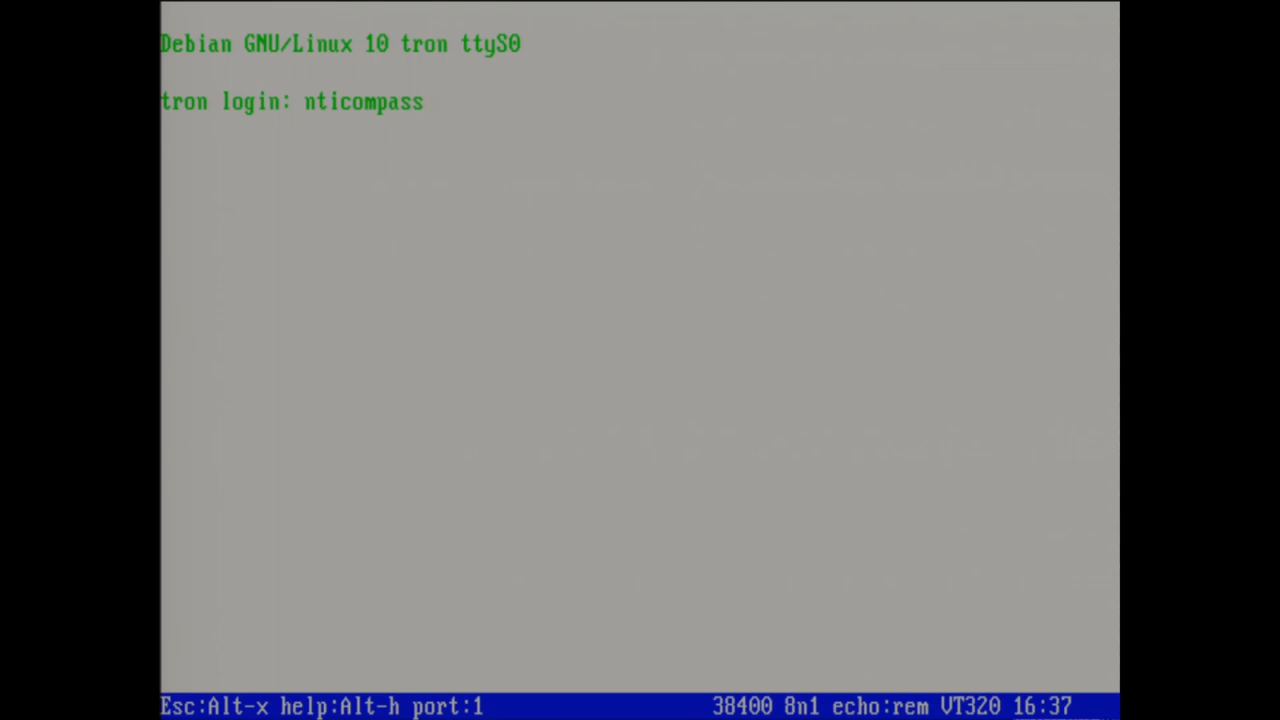 Debian GNU/Linux 10 tron ttyS0
tron login: nticompass
Esc:Alt-x help:Alt-h port:1 38400 8n1 echo:rem VT320 16:37